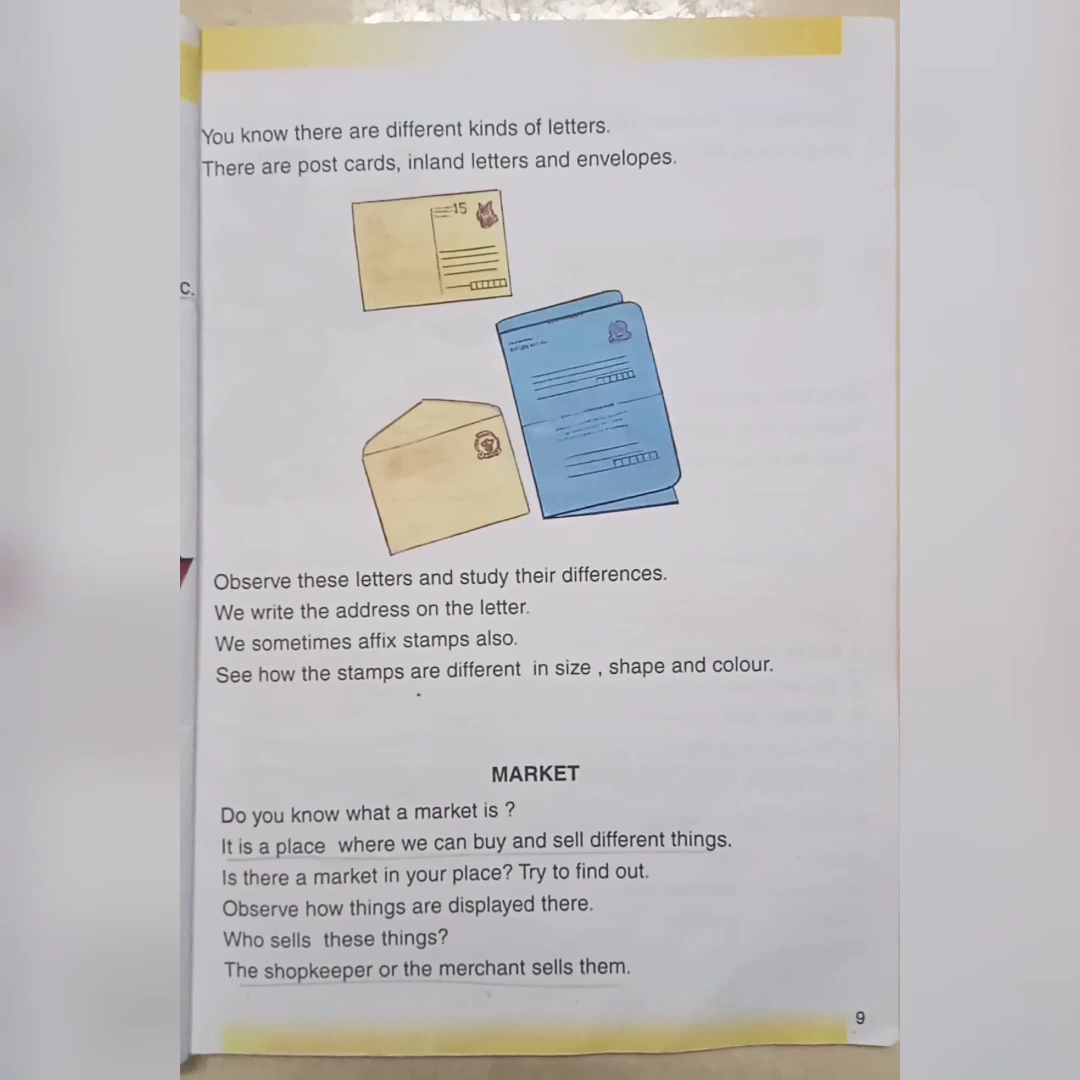 You know there are different kinds of letters.
There are post cards, inland letters and envelopes.
15
C.
Observe these letters and study their differences.
We write the address on the letter.
We sometimes affix stamps also.
See how the stamps are different in size , shape and colour.
MARKET
Do you know what a market is ?
It is a place where we can buy and sell different things.
Is there a market in your place? Try to find out.
Observe how things are displayed there.
Who sells these things?
The shopkeeper or the merchant sells them.
9